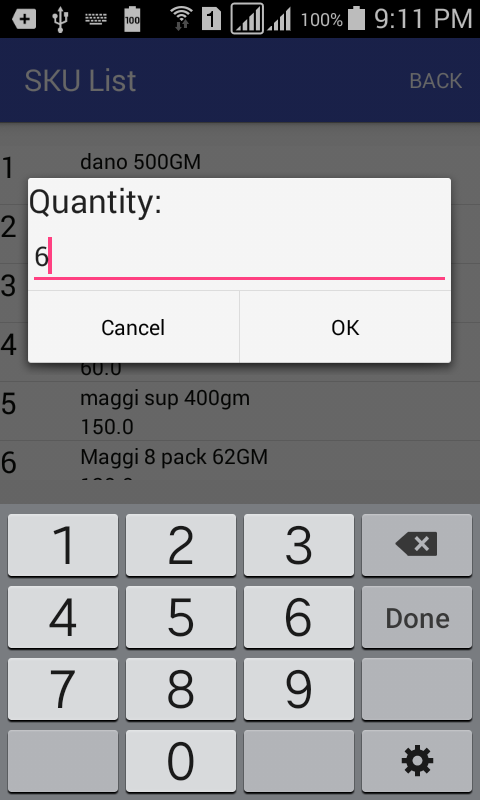 100 1 100% 9:11 PM
SKU List BACK
1 dano 500GM
Quantity:
2
6
3
Cancel OK
4
60.0
5 maggi sup 400gm
150.0
6 Maggi 8 pack 62GM
1 2 3
4 5 6 Done
7 8 9
0